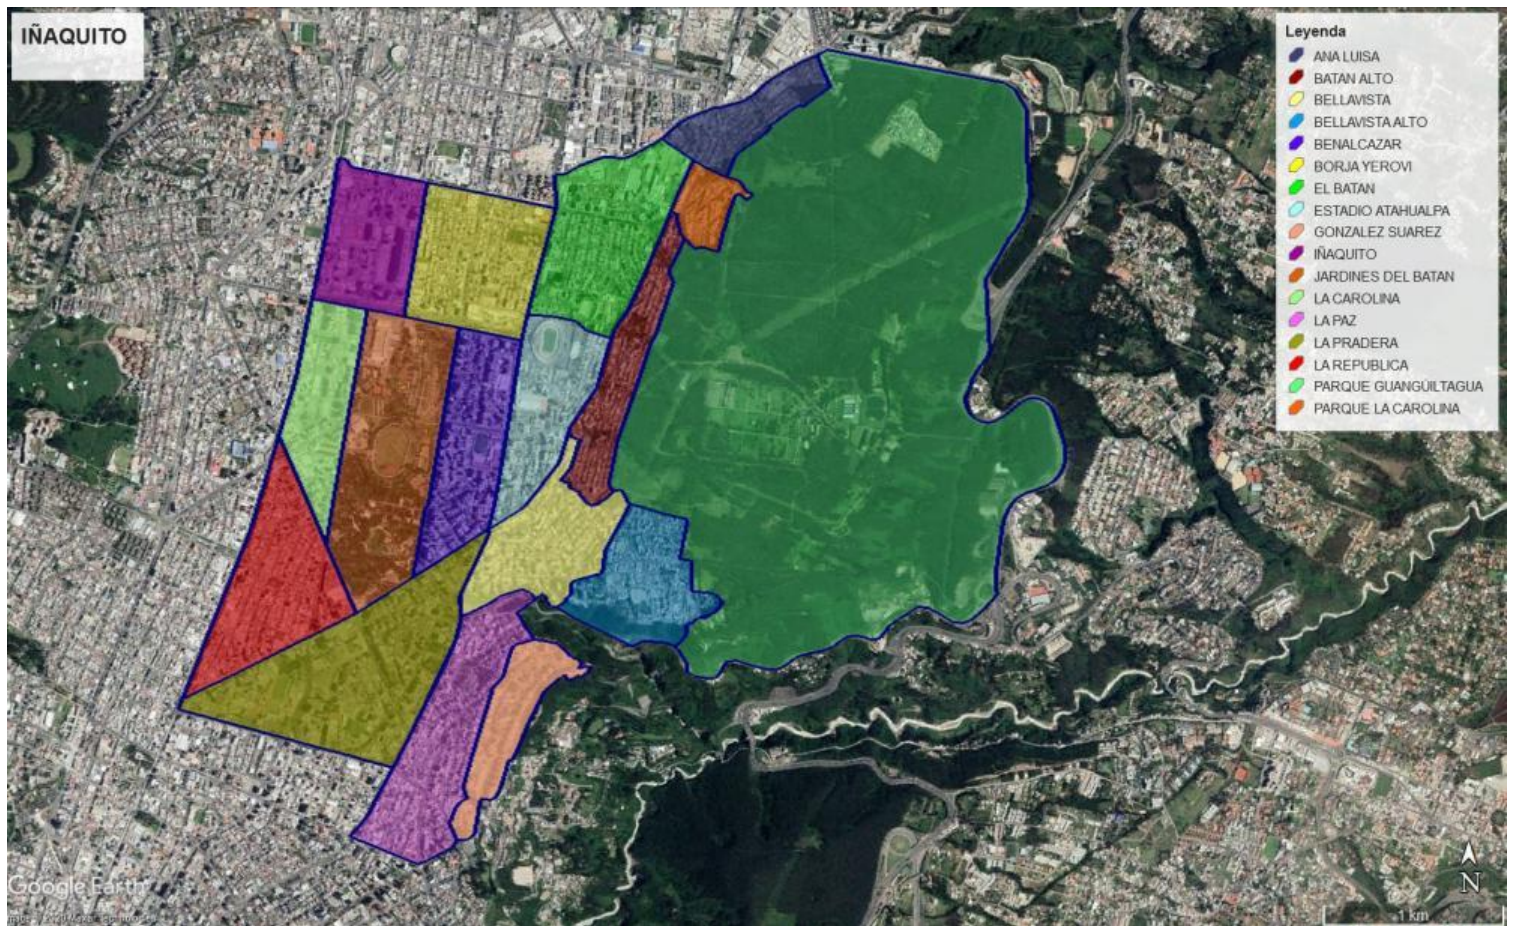 IÑAQUITO
Leyenda
ANA LUISA
BATAN ALTO
BELLAVISTA
BELLAVISTA ALTO
BENALCAZAR
BORJA YEROVI
EL BATAN
ESTADIO ATAHUALPA
GONZALEZ SUAREZ
IÑAQUITO
JARDINES DEL BATAN
LA CAROLINA
LA PAZ
LA PRADERA
LA REPUBLICA
PARQUE GUANGÜILTAGUA
PARQUE LA CAROLINA
Google Earth
N
1 km